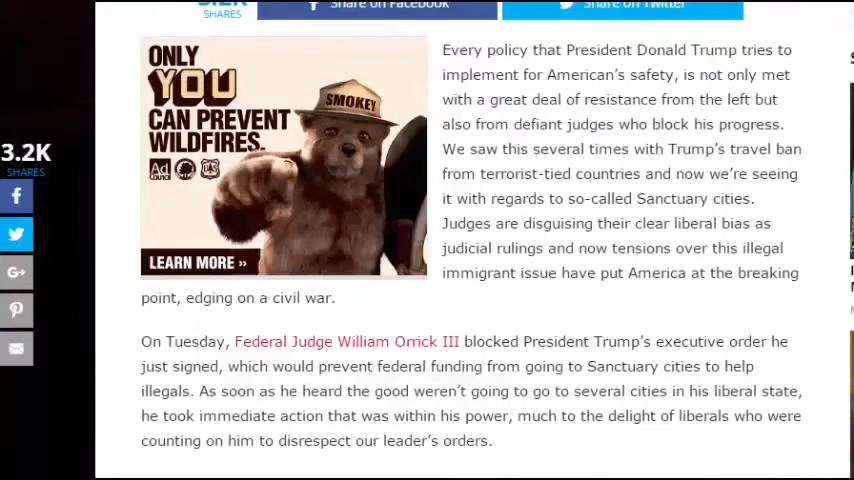 SHARES
Share on Facebook
Share on Twitter
ONLY
YOU
CAN PREVENT
WILDFIRES.
SMOKEY
Ad
LEARN MORE »
Every policy that President Donald Trump tries to
implement for American's safety, is not only met
with a great deal of resistance from the left but
also from defiant judges who block his progress.
We saw this several times with Trump's travel ban
from terrorist-tied countries and now we're seeing
it with regards to so-called Sanctuary cities.
Judges are disguising their clear liberal bias as
judicial rulings and now tensions over this illegal
immigrant issue have put America at the breaking
point, edging on a civil war.
3.2K
SHARES
G+
On Tuesday, Federal Judge William Orrick III blocked President Trump's executive order he
just signed, which would prevent federal funding from going to Sanctuary cities to help
illegals. As soon as he heard the good weren't going to go to several cities in his liberal state,
he took immediate action that was within his power, much to the delight of liberals who were
counting on him to disrespect our leader's orders.